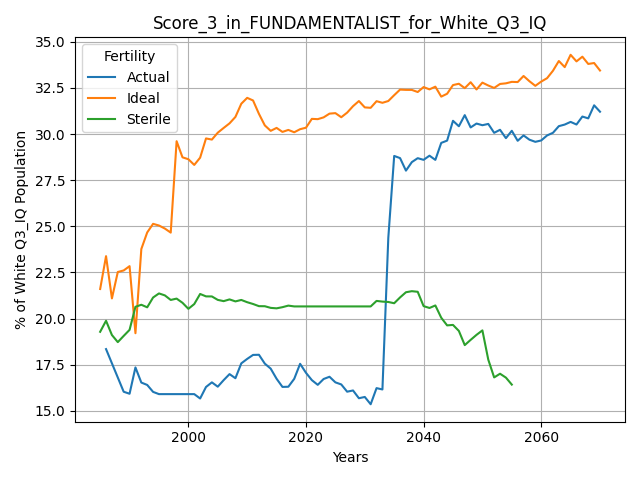 Score_3_in_FUNDAMENTALIST_for_White_Q3_IQ
Fertility
Actual
Ideal
Sterile
% of White Q3_IQ Population
35.0
32.5
30.0
27.5
25.0
22.5
20.0
17.5
15.0
2000
2020
2040
2060
Years